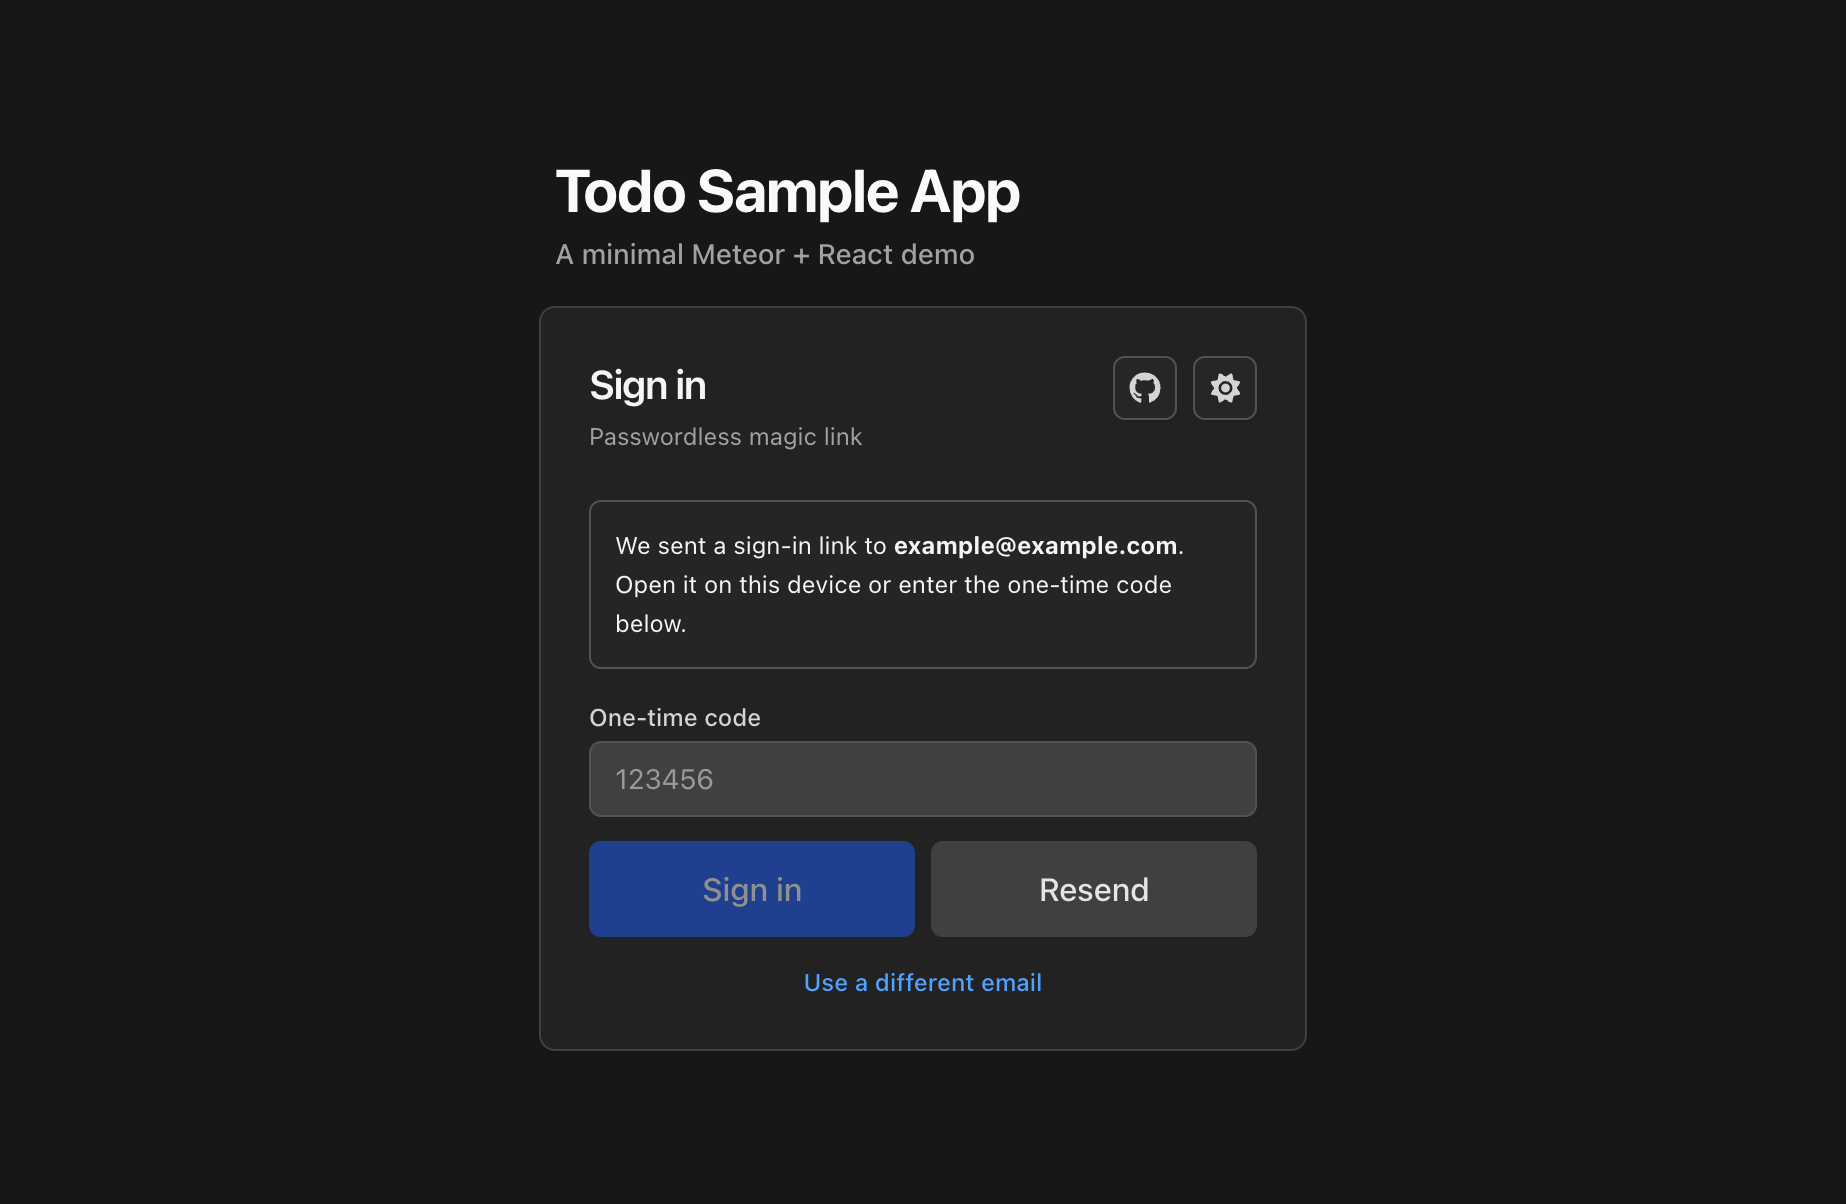 Todo Sample App
A minimal Meteor + React demo
Sign in
Passwordless magic link
We sent a sign-in link to example@example.com.
Open it on this device or enter the one-time code
below.
One-time code
123456
Sign in
Resend
Use a different email